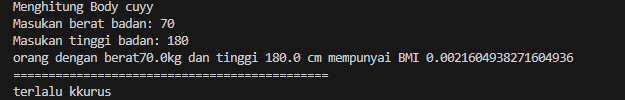 Menghitung Body cuyy
Masukan berat badan: 70
Masukan tinggi badan: 180
orang dengan berat70.0kg dan tinggi 180.0 cm mempunyai BMI 0.0021604938271604936
=============================================
terlalu kkurus